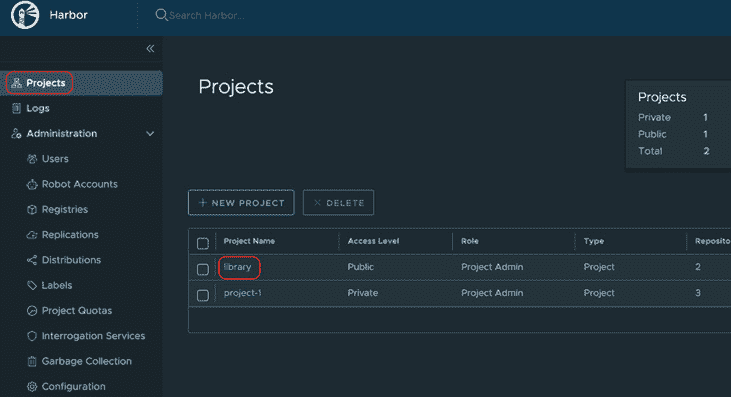 Harbor
Search Harbor...
Projects
Logs
Administration
Users
Robot Accounts
Registries
Replications
Distributions
Labels
Project Quotas
Interrogation Services
Garbage Collection
Configuration
Projects
Projects
Private 1
Public 1
Total 2
+ NEW PROJECT
× DELETE
Project Name Access Level Role Type Reposito
library Public Project Admin Project 2
project-1 Private Project Admin Project 3